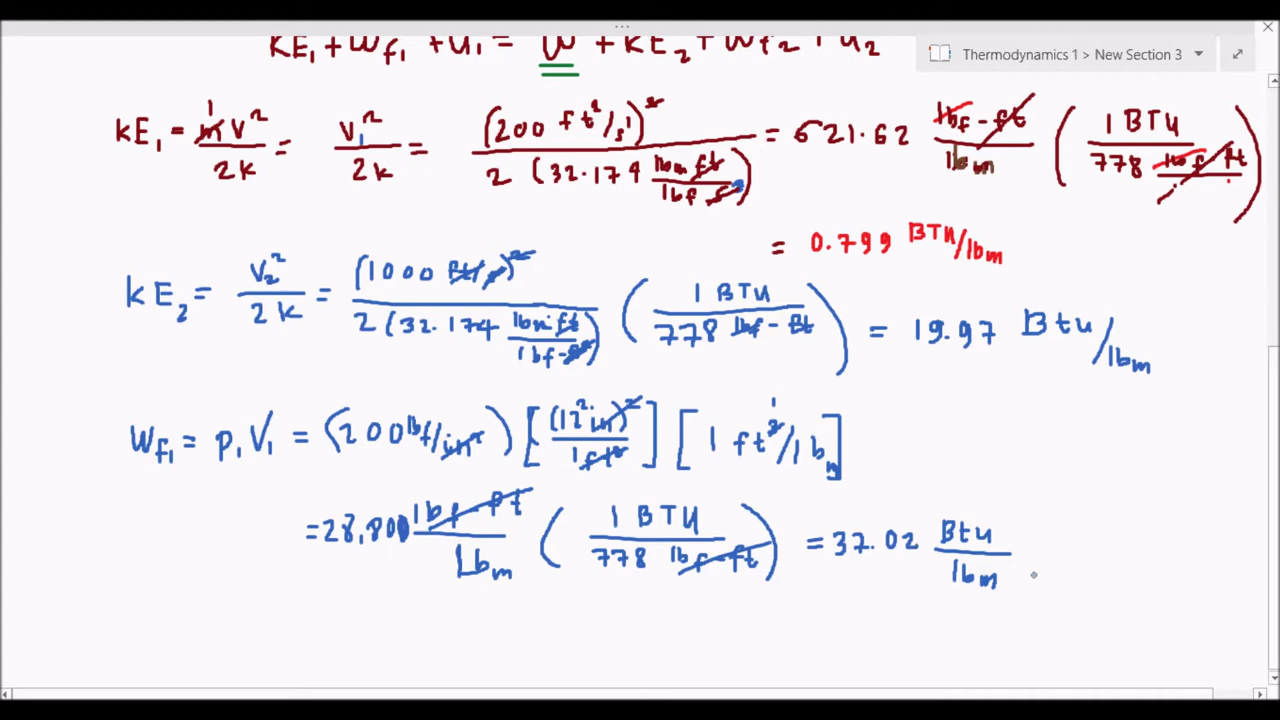 KE₁ + Wf₁ + U₁ = W + KE₂ + Wf₂ + U₂
Thermodynamics 1 > New Section 3
KE₁ = m V²/2k = V₁²/2k = (200 ft/s)²/2 (32.174 lbm ft/lbf s²) = 621.62 lbf-ft/lbm (1 BTU/778 lbf ft)
= 0.799 BTU/lbm
KE₂ = V₂²/2k = (1000 ft/s)²/2 (32.174 lbm ft/lbf-s²) (1 BTU/778 lbf-ft) = 19.97 Btu/lbm
Wf₁ = P₁V₁ = (200 lbf/in²) [(12 in)²/1 ft²] [1 ft³/lbm]
= 28,800 lbf-ft/Lbm (1 BTU/778 lbf-ft) = 37.02 Btu/lbm